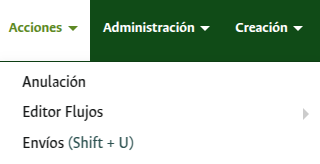 Acciones Administración Creación
Anulación
Editor Flujos
Envíos (Shift + U)